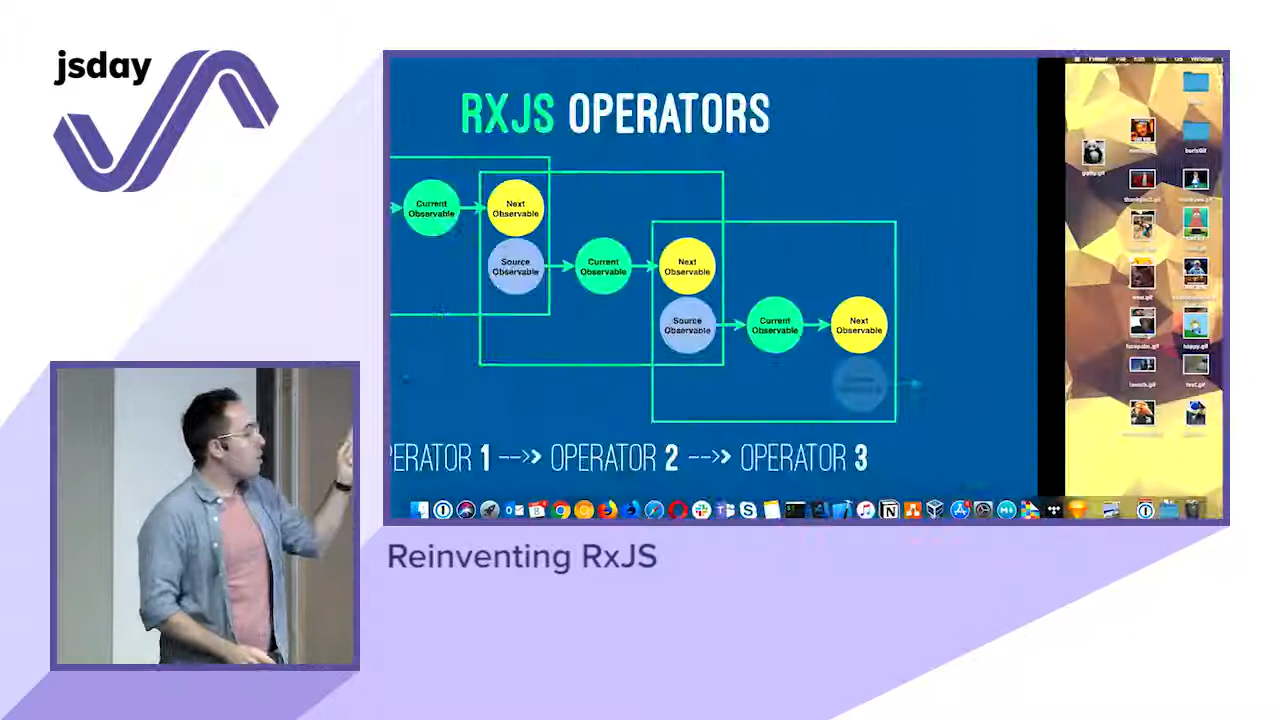 jsday
RXJS OPERATORS
Current
Observable
Next
Observable
Source
Observable
Current
Observable
Next
Observable
Source
Observable
Current
Observable
Next
Observable
PERATOR 1 -->> OPERATOR 2 -->> OPERATOR 3
Reinventing RxJS